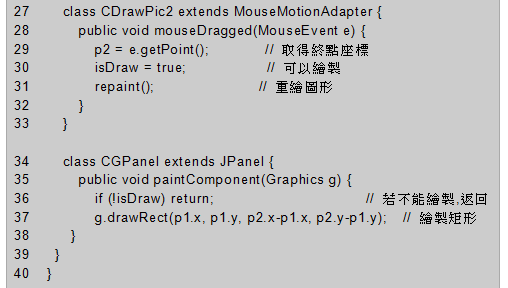 27 class CDrawPic2 extends MouseMotionAdapter {
28 public void mouseDragged(MouseEvent e) {
29 p2 = e.getPoint(); // 取得終點座標
30 isDraw = true; // 可以繪製
31 repaint(); // 重繪圖形
32 }
33 }
34 class CGPanel extends JPanel {
35 public void paintComponent(Graphics g) {
36 if (!isDraw) return; // 若不能繪製,返回
37 g.drawRect(p1.x, p1.y, p2.x-p1.x, p2.y-p1.y); // 繪製矩形
38 }
39 }
40 }